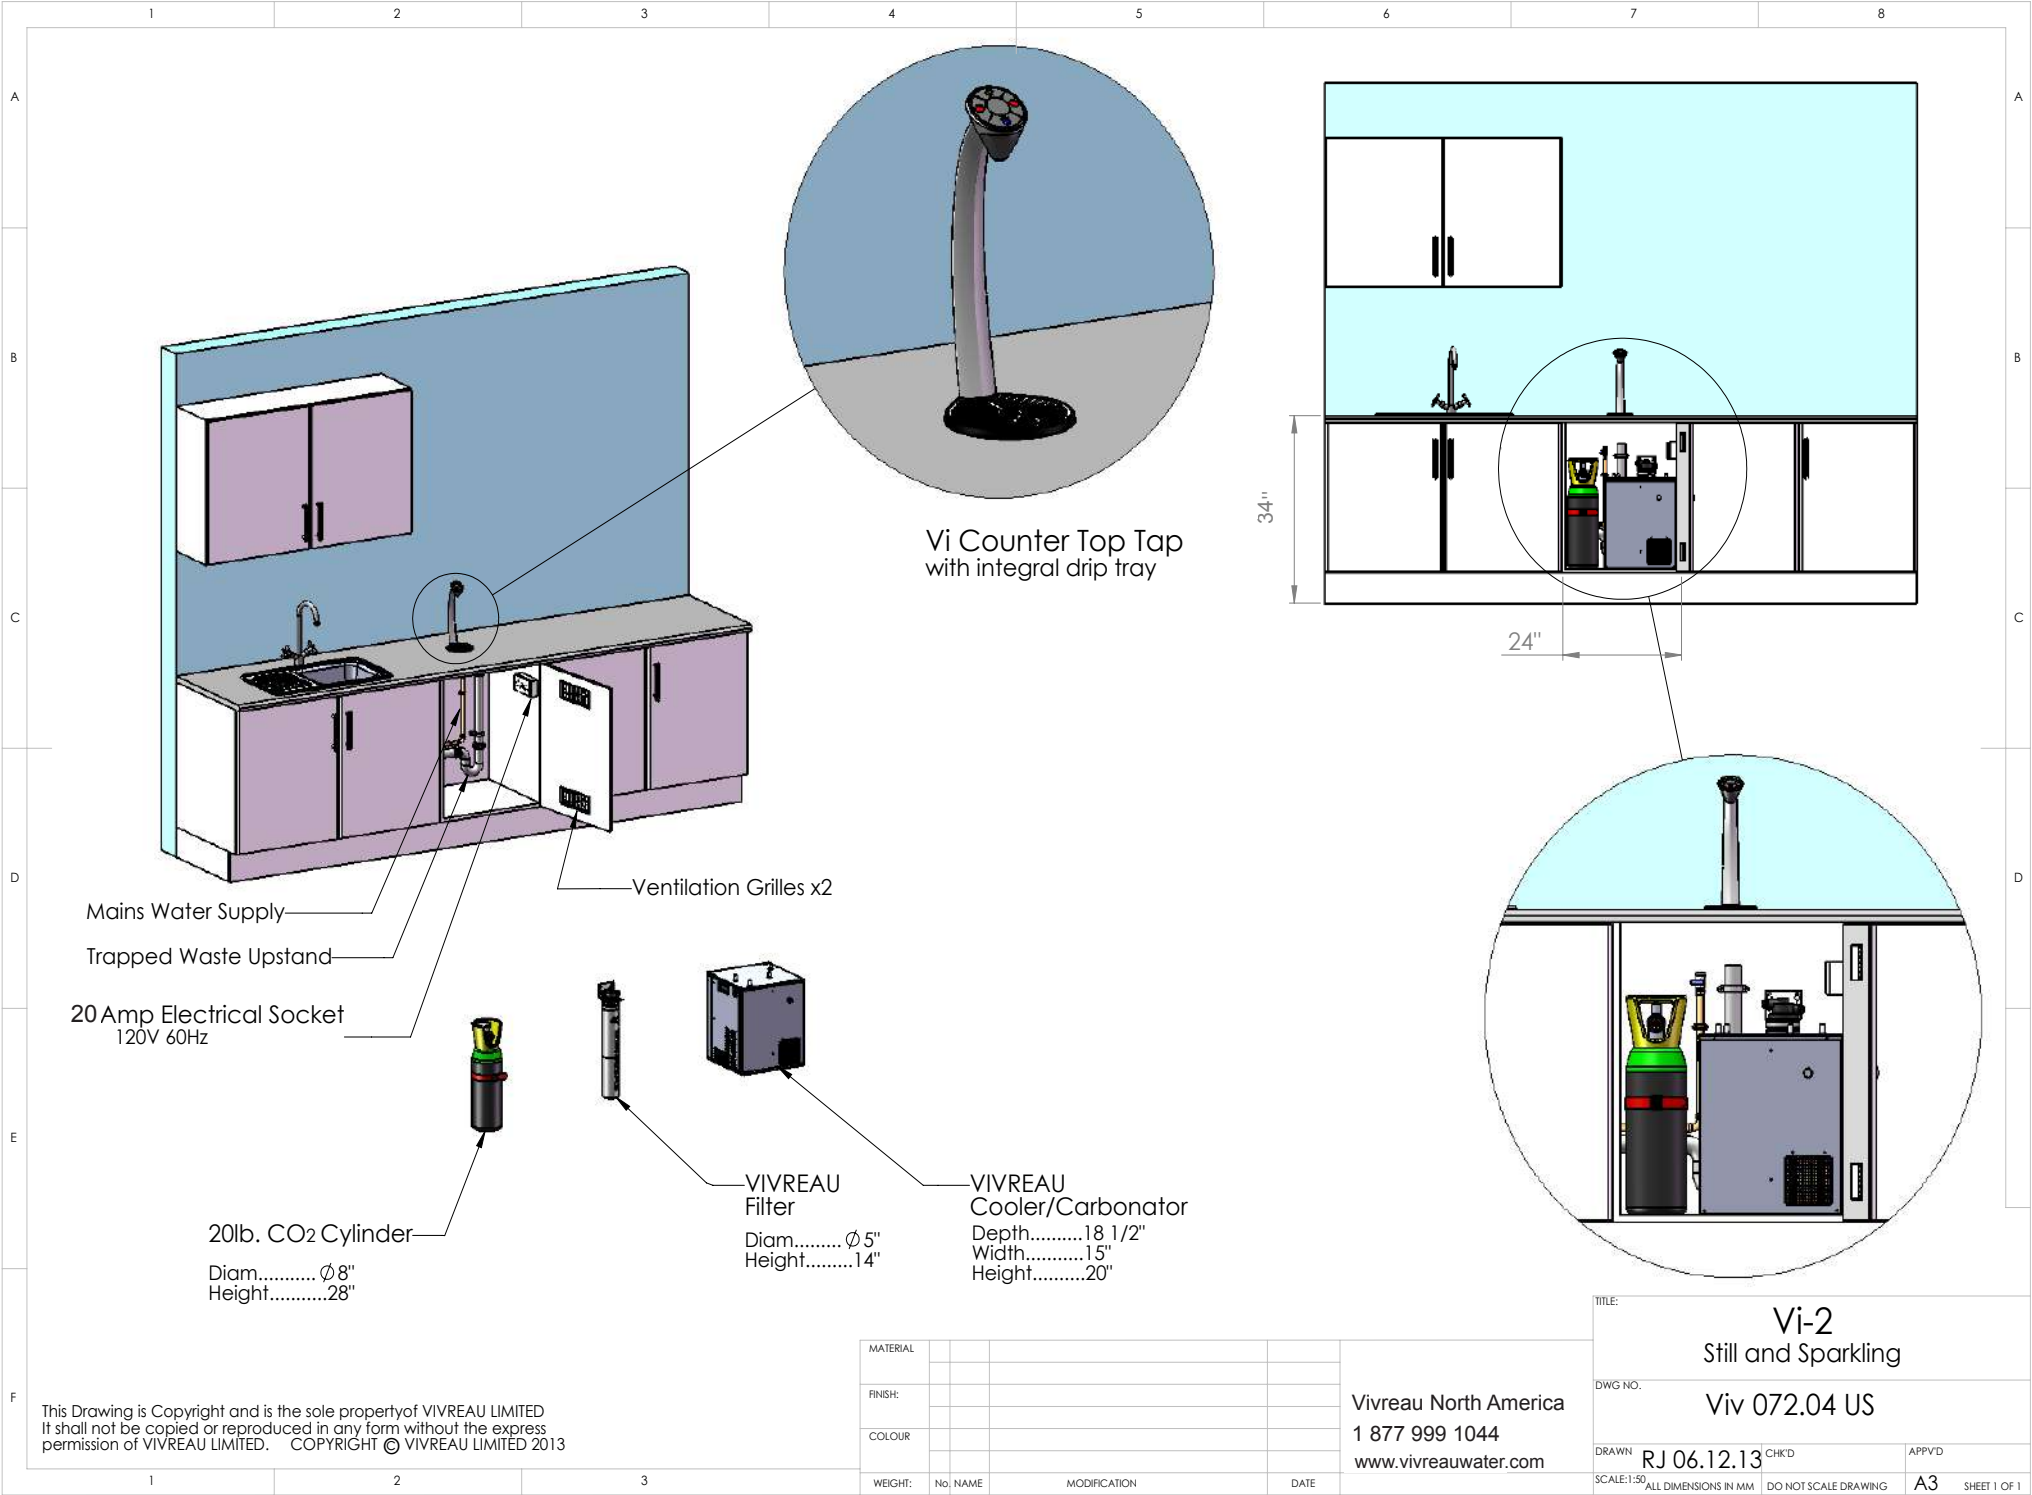 1 2 3 4 5 6 7 8
A A
B B
C C
D D
E
F
Vi Counter Top Tap
with integral drip tray
34"
24"
Ventilation Grilles x2
Mains Water Supply
Trapped Waste Upstand
20 Amp Electrical Socket
120V 60Hz
20lb. CO2 Cylinder
Diam........... Ø8"
Height...........28"
VIVREAU
Filter
Diam......... Ø5"
Height.........14"
VIVREAU
Cooler/Carbonator
Depth..........18 1/2"
Width...........15"
Height..........20"
This Drawing is Copyright and is the sole propertyof VIVREAU LIMITED
It shall not be copied or reproduced in any form without the express
permission of VIVREAU LIMITED. COPYRIGHT © VIVREAU LIMITED 2013
MATERIAL
FINISH:
COLOUR
WEIGHT: No. NAME MODIFICATION DATE
Vivreau North America
1 877 999 1044
www.vivreauwater.com
TITLE:
Vi-2
Still and Sparkling
DWG NO.
Viv 072.04 US
DRAWN RJ 06.12.13 CHK'D APPV'D
SCALE:1:50 ALL DIMENSIONS IN MM DO NOT SCALE DRAWING A3 SHEET 1 OF 1
1 2 3